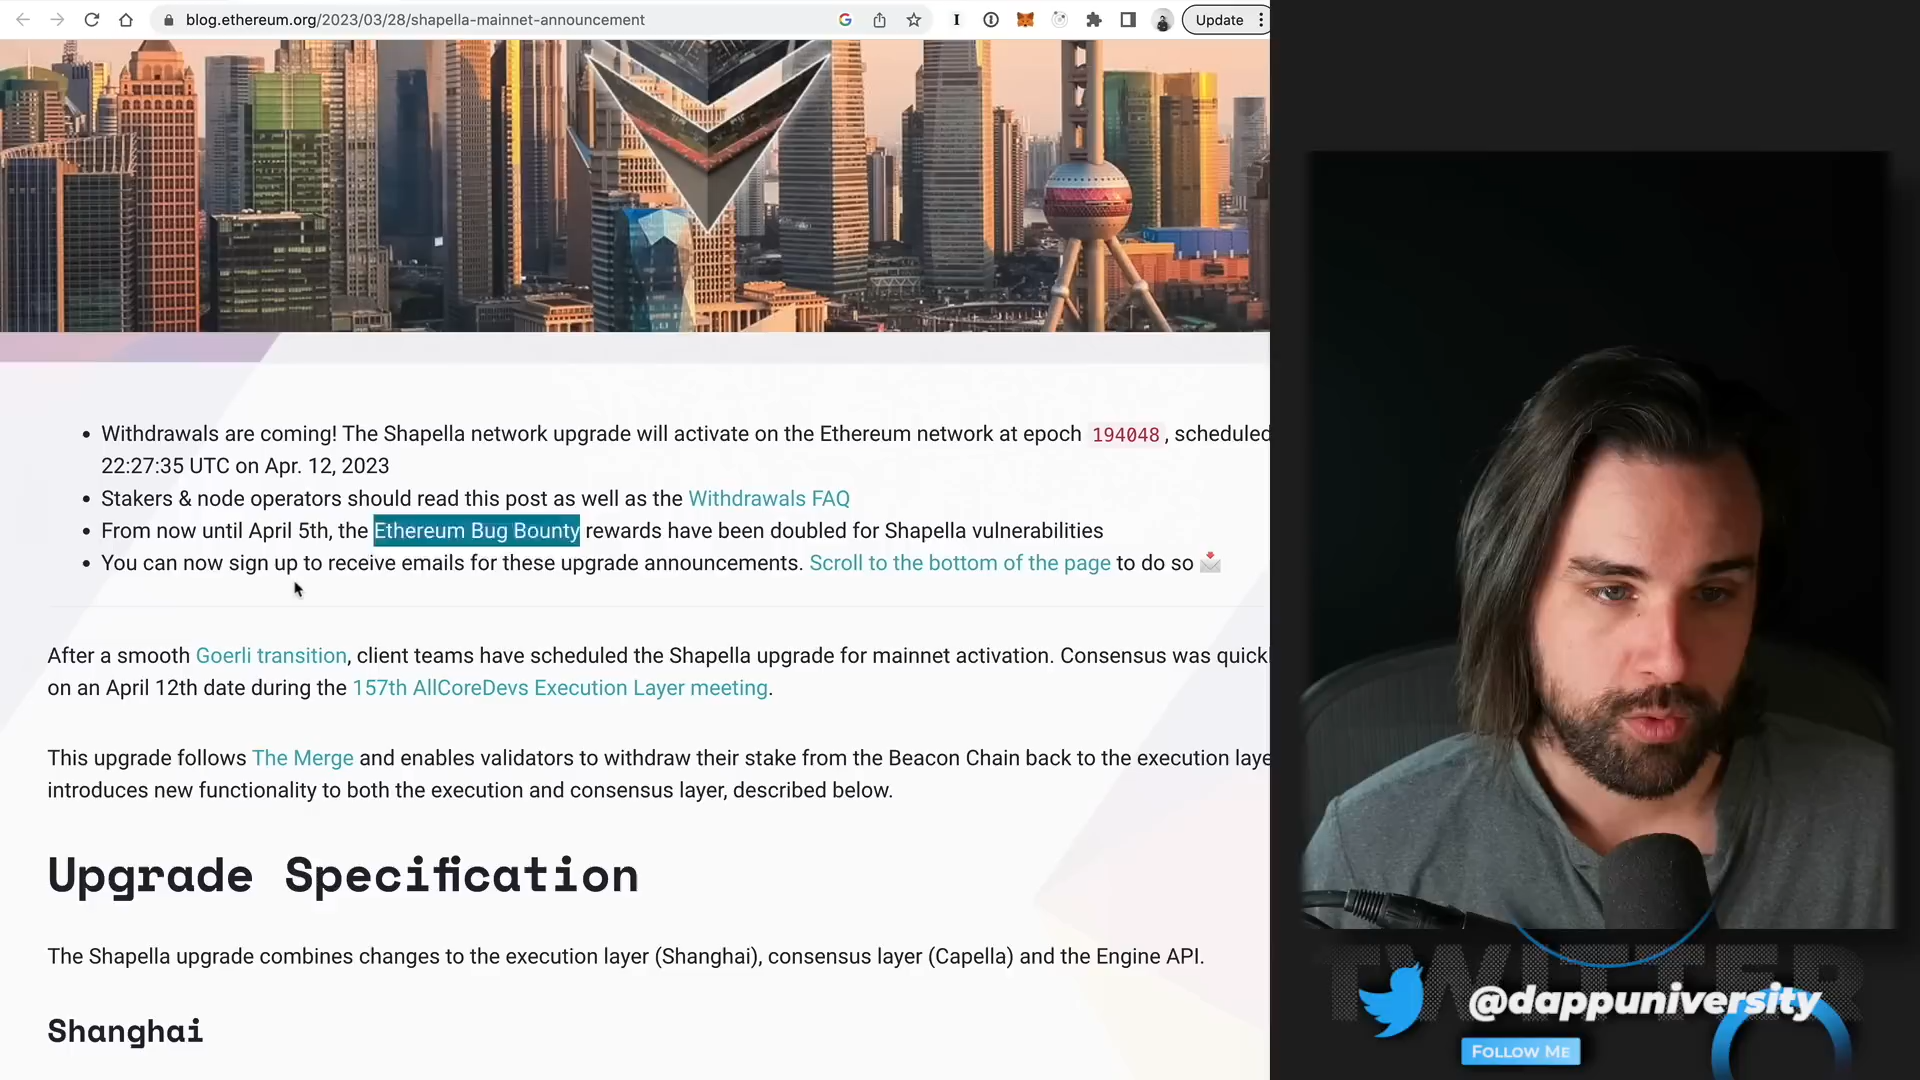 blog.ethereum.org/2023/03/28/shapella-mainnet-announcement
Update
Withdrawals are coming! The Shapella network upgrade will activate on the Ethereum network at epoch 194048, scheduled
22:27:35 UTC on Apr. 12, 2023
Stakers & node operators should read this post as well as the Withdrawals FAQ
From now until April 5th, the Ethereum Bug Bounty rewards have been doubled for Shapella vulnerabilities
You can now sign up to receive emails for these upgrade announcements. Scroll to the bottom of the page to do so
After a smooth Goerli transition, client teams have scheduled the Shapella upgrade for mainnet activation. Consensus was quickl
on an April 12th date during the 157th AllCoreDevs Execution Layer meeting.
This upgrade follows The Merge and enables validators to withdraw their stake from the Beacon Chain back to the execution laye
introduces new functionality to both the execution and consensus layer, described below.
Upgrade Specification
The Shapella upgrade combines changes to the execution layer (Shanghai), consensus layer (Capella) and the Engine API.
Shanghai
TWITTER
@dappuniversity
FOLLOW ME